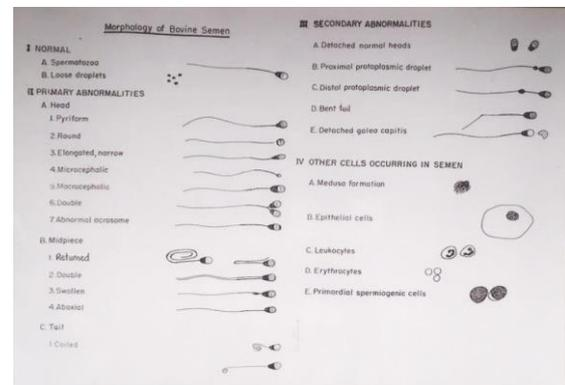 Morphology of Bovine Semen
I NORMAL
A. Spermatozoa
B. Loose droplets
II PRIMARY ABNORMALITIES
A. Head
1. Pyriform
2. Round
3. Elongated, narrow
4. Microcephalic
5. Macrocephalic
6. Double
7. Abnormal acrosome
B. Midpiece
1. Returned
2. Double
3. Swollen
4. Abaxial
C. Tail
1. Coiled
III SECONDARY ABNORMALITIES
A. Detached normal heads
B. Proximal protoplasmic droplet
C. Distal protoplasmic droplet
D. Bent tail
E. Detached galea capitis
IV OTHER CELLS OCCURRING IN SEMEN
A. Medusa formation
B. Epithelial cells
C. Leukocytes
D. Erythrocytes
E. Primordial spermiogenic cells